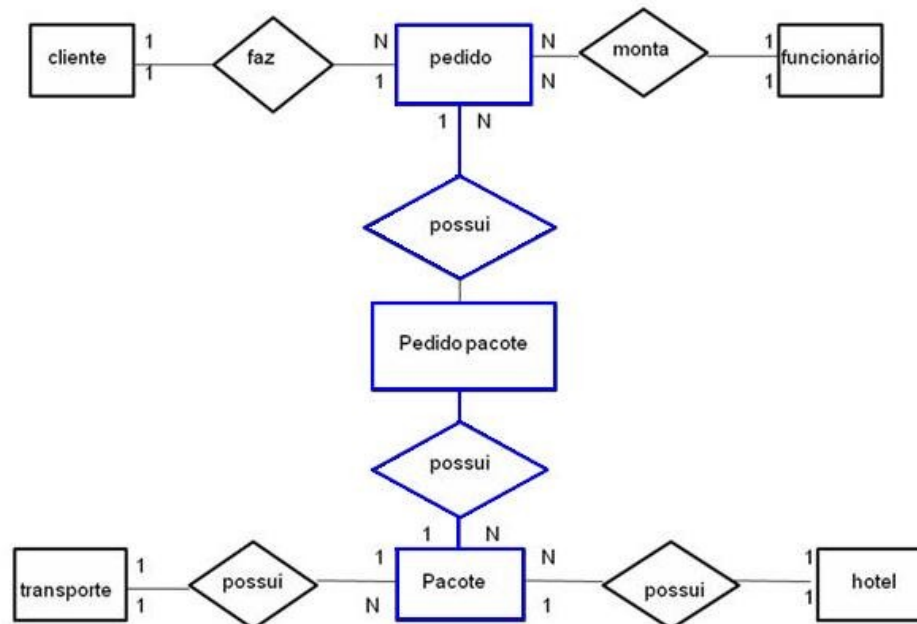 1 N N 1
cliente faz pedido monta funcionário
1 1 N 1
1 N
possui
Pedido pacote
possui
1 N
1 1 N 1
transporte possui Pacote possui hotel
1 N 1 1